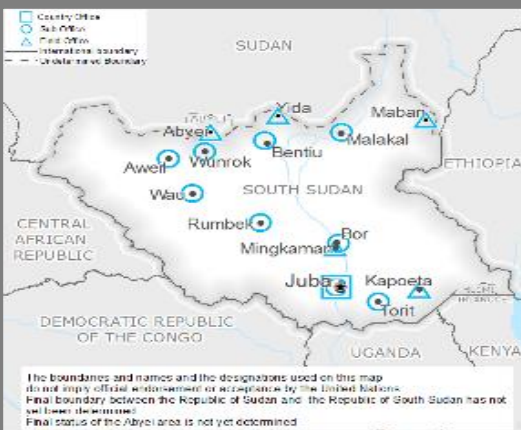 Country Office
Sub Office
Field Office
International boundary
Undetermined Boundary
SUDAN
Yida
Maban
Abyei
Malakal
Bentiu
Wunrok
Aweil
ETHIOPIA
Wau
SOUTH SUDAN
CENTRAL
AFRICAN
REPUBLIC
Rumbek
Bor
Mingkaman
Juba
Kapoeta
Torit
DEMOCRATIC REPUBLIC
OF THE CONGO
UGANDA
KENYA
The boundaries and names and the designations used on this map
do not imply official endorsement or acceptance by the United Nations.
Final boundary between the Republic of Sudan and the Republic of South Sudan has not
yet been determined
Final status of the Abyei area is not yet determined